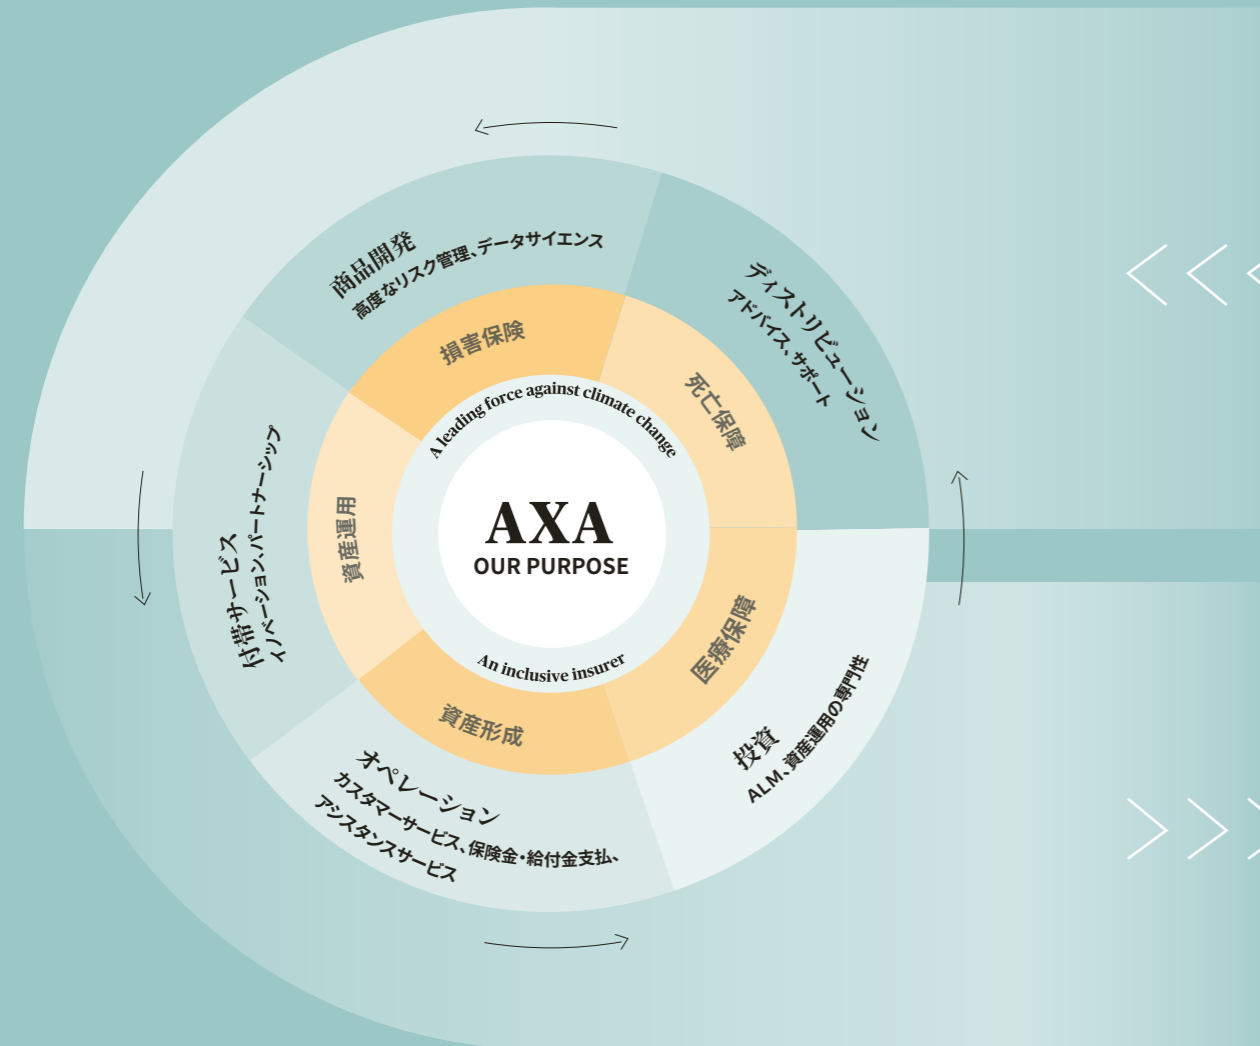 商品開発
高度なリスク管理、データサイエンス
ディストリビューション
アドバイス、サポート
損害保険
死亡保障
A leading force against climate change
AXA
OUR PURPOSE
An inclusive insurer
付帯サービス
イノベーション、パートナーシップ
資産運用
医療保障
資産形成
投資
ALM、資産運用の専門性
オペレーション
カスタマーサービス、保険金・給付金支払、
アシスタンスサービス